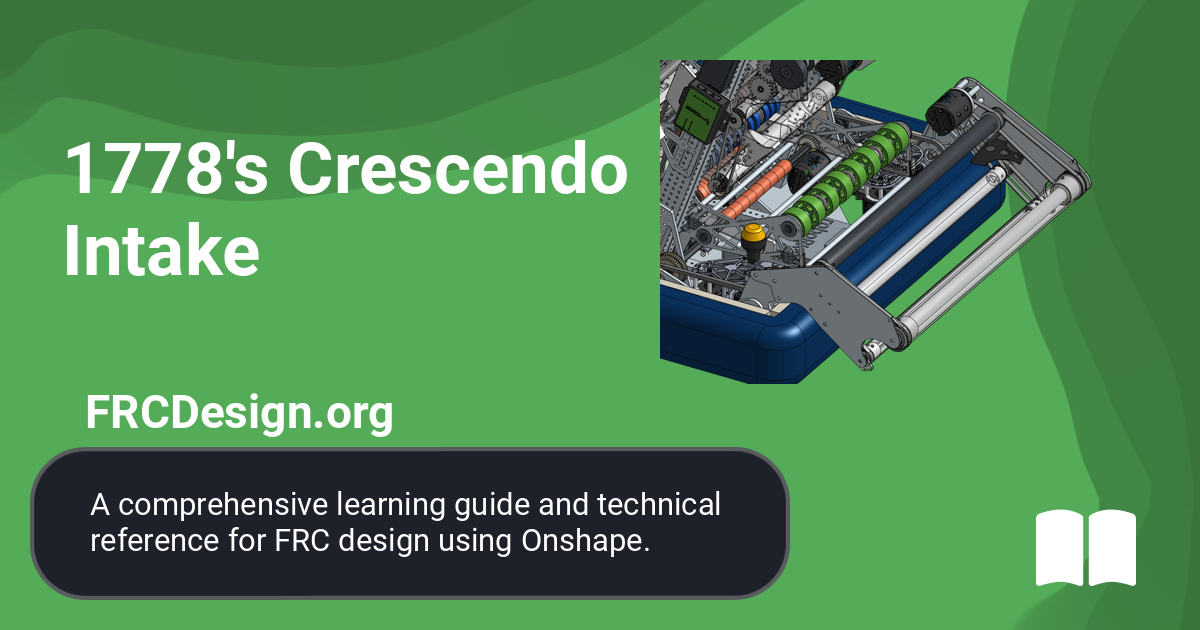 1778's Crescendo
Intake
FRCDesign.org
A comprehensive learning guide and technical
reference for FRC design using Onshape.